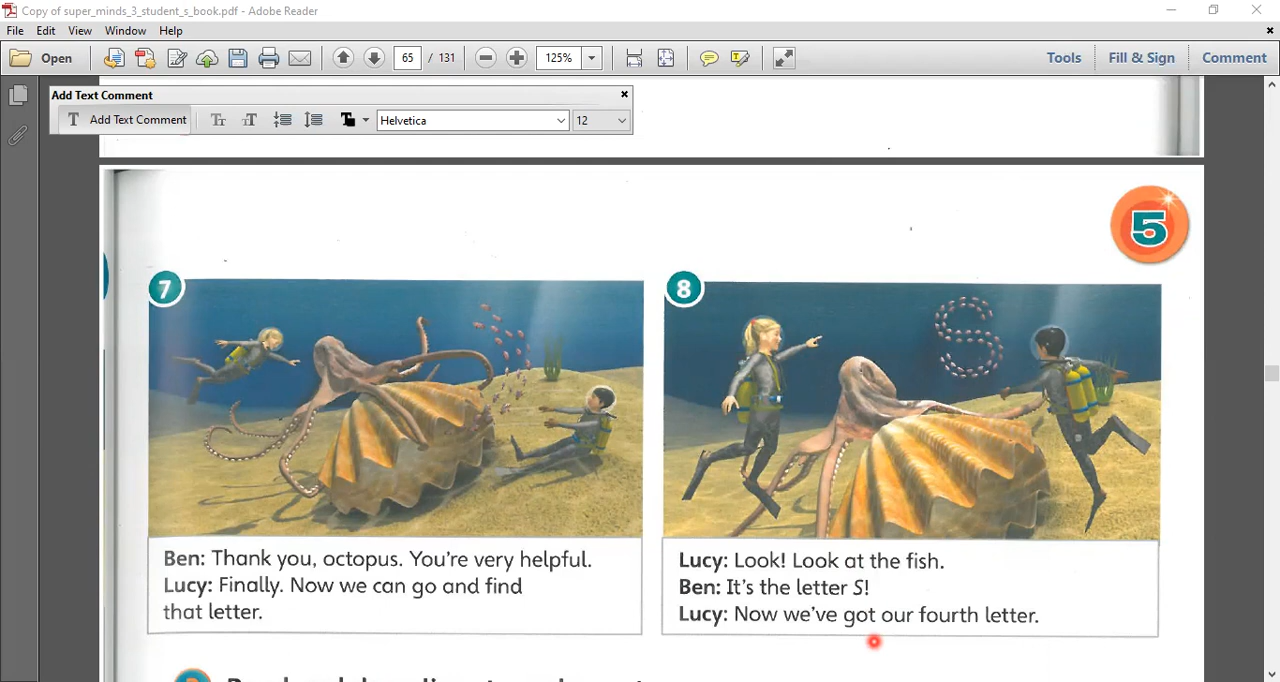 Copy of super_minds_3_student_s_book.pdf - Adobe Reader
File Edit View Window Help
Open 65 / 131 125% Tools Fill & Sign Comment
Add Text Comment
T Add Text Comment Helvetica 12
5
7
8
S
Ben: Thank you, octopus. You're very helpful.
Lucy: Finally. Now we can go and find
that letter.
Lucy: Look! Look at the fish.
Ben: It's the letter S!
Lucy: Now we've got our fourth letter.